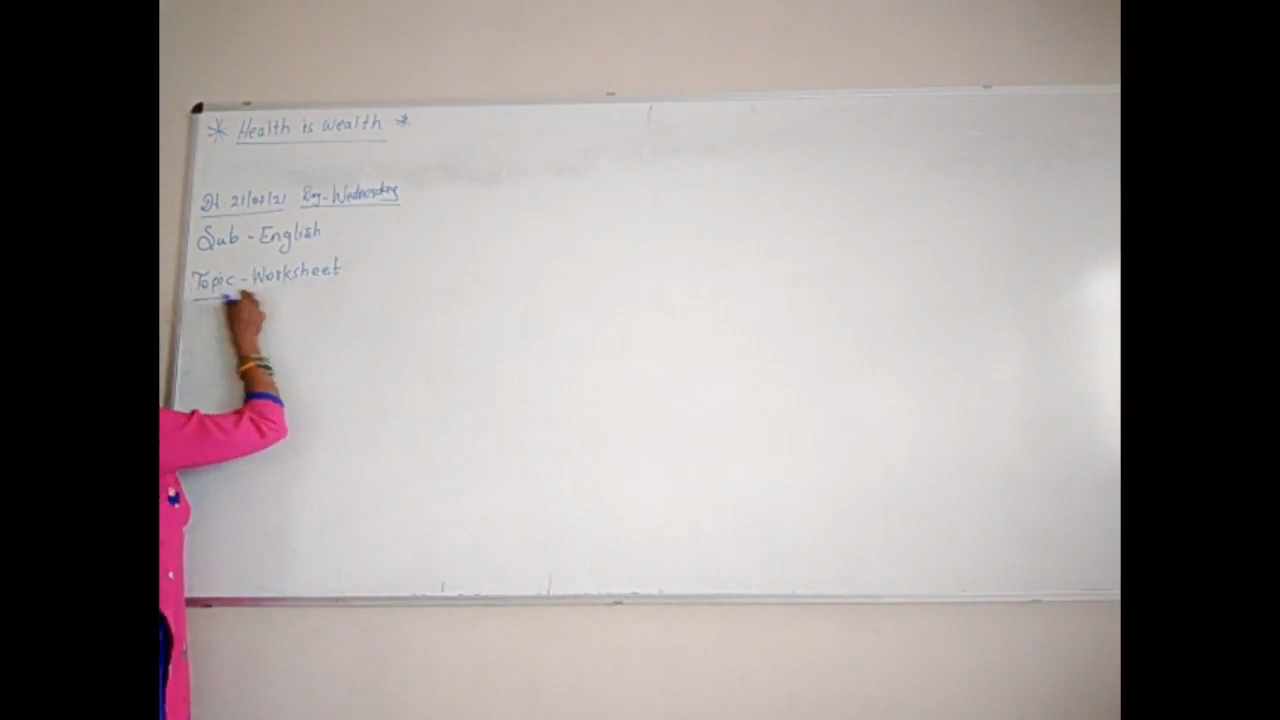 * Health is Wealth *
Dt. 21/07/21 Day-Wednesday
Sub - English
Topic - Worksheet